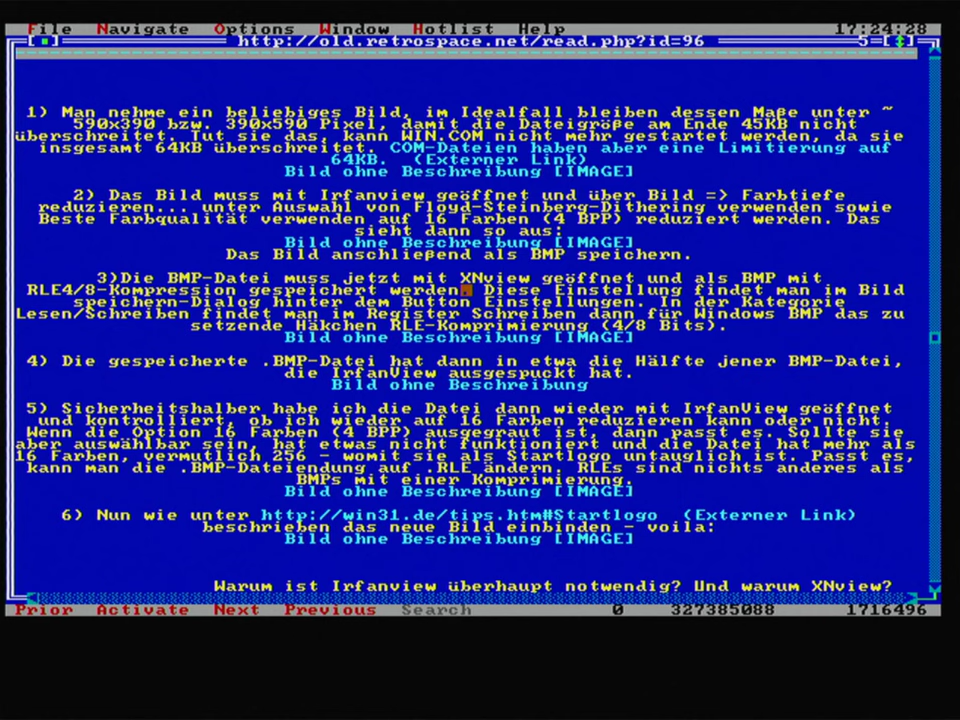 File Navigate Options Window Hotlist Help 17:24:28
http://old.retrospace.net/read.php?id=96 5
1) Man nehme ein beliebiges Bild, im Idealfall bleiben dessen Maße unter ~
590x390 bzw. 390x590 Pixel, damit die Dateigröße am Ende 45KB nicht
überschreitet. Tut sie das, kann WIN.COM nicht mehr gestartet werden, da sie
insgesamt 64KB überschreitet. COM-Dateien haben aber eine Limitierung auf
64KB. (Externer Link)
Bild ohne Beschreibung [IMAGE]
2) Das Bild muss mit Irfanview geöffnet und über Bild => Farbtiefe
reduzieren... unter Auswahl von Floyd-Steinberg-Dithering verwenden sowie
Beste Farbqualität verwenden auf 16 Farben (4 BPP) reduziert werden. Das
sieht dann so aus:
Bild ohne Beschreibung [IMAGE]
Das Bild anschließend als BMP speichern.
3)Die BMP-Datei muss jetzt mit XNview geöffnet und als BMP mit
RLE4/8-Kompression gespeichert werden. Diese Einstellung findet man im Bild
speichern-Dialog hinter dem Button Einstellungen. In der Kategorie
Lesen/Schreiben findet man im Register Schreiben dann für Windows BMP das zu
setzende Häkchen RLE-Komprimierung (4/8 Bits).
Bild ohne Beschreibung [IMAGE]
4) Die gespeicherte .BMP-Datei hat dann in etwa die Hälfte jener BMP-Datei,
die IrfanView ausgespuckt hat.
Bild ohne Beschreibung
5) Sicherheitshalber habe ich die Datei dann wieder mit IrfanView geöffnet
und kontrolliert, ob ich wieder auf 16 Farben reduzieren kann oder nicht.
Wenn die Option 16 Farben (4 BPP) ausgegraut ist, dann passt es. Sollte sie
aber auswählbar sein, hat etwas nicht funktioniert und die Datei hat mehr als
16 Farben, vermutlich 256 - womit sie als Startlogo untauglich ist. Passt es,
kann man die .BMP-Dateiendung auf .RLE ändern. RLEs sind nichts anderes als
BMPs mit einer Komprimierung.
Bild ohne Beschreibung [IMAGE]
6) Nun wie unter http://win31.de/tips.htm#Startlogo (Externer Link)
beschrieben das neue Bild einbinden - voila:
Bild ohne Beschreibung [IMAGE]
Warum ist Irfanview überhaupt notwendig? Und warum XNview?
Prior Activate Next Previous Search 0 327385088 1716496